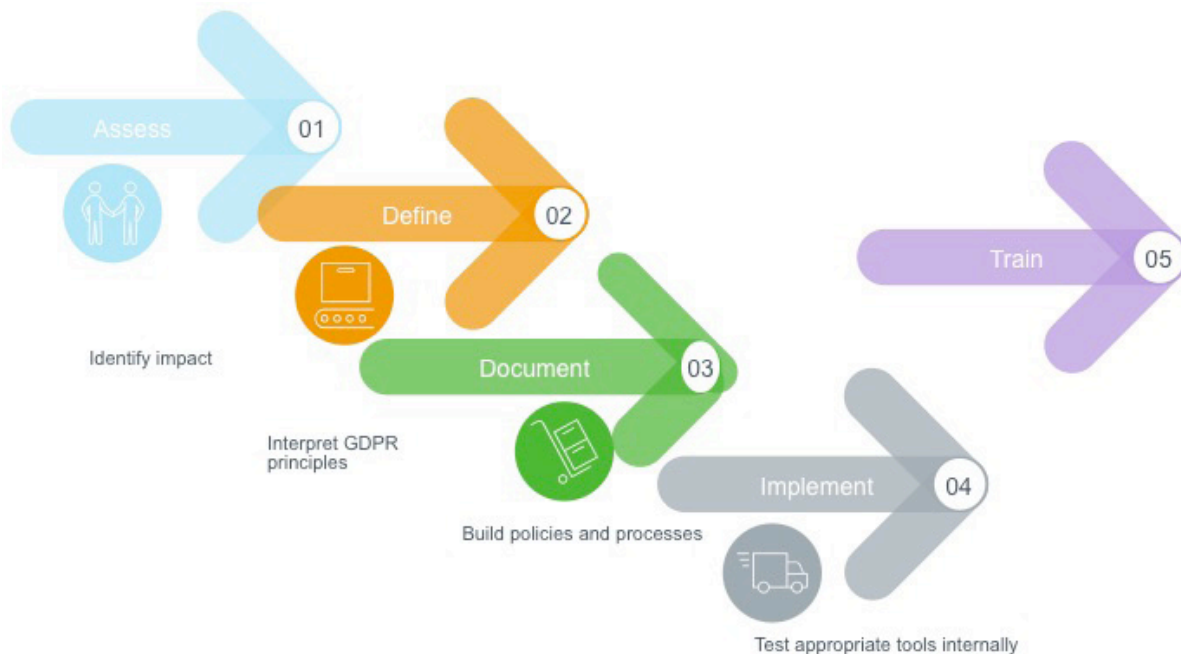 Assess
01
Identify impact
Define
02
Interpret GDPR
principles
Document
03
Build policies and processes
Implement
04
Test appropriate tools internally
Train
05